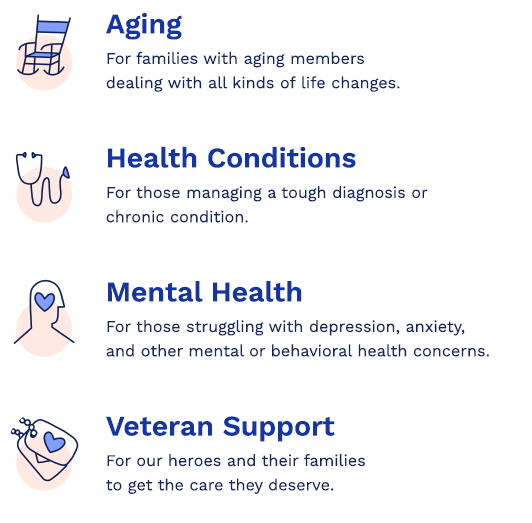 Aging
For families with aging members
dealing with all kinds of life changes.
Health Conditions
For those managing a tough diagnosis or
chronic condition.
Mental Health
For those struggling with depression, anxiety,
and other mental or behavioral health concerns.
Veteran Support
For our heroes and their families
to get the care they deserve.